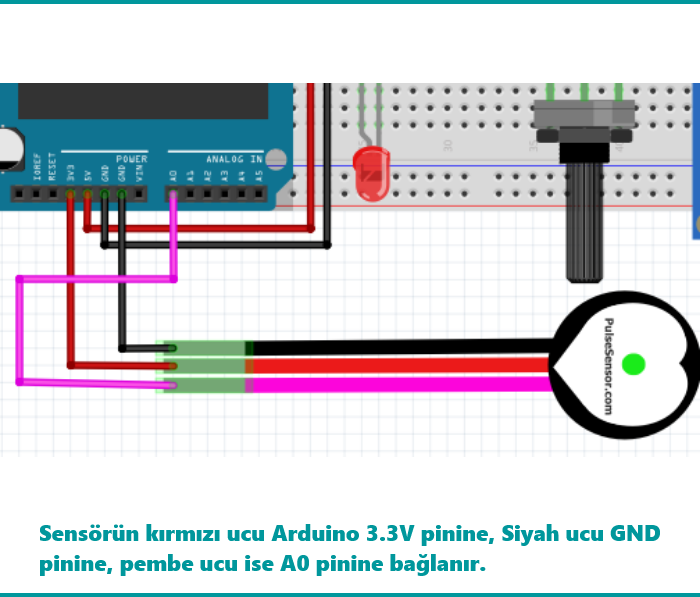 IOREF
RESET
3V3
5V
GND
GND
VIN
POWER
ANALOG IN
A0
A1
A2
A3
A4
A5
30
35
PulseSensor.com
Sensörün kırmızı ucu Arduino 3.3V pinine, Siyah ucu GND
pinine, pembe ucu ise A0 pinine bağlanır.